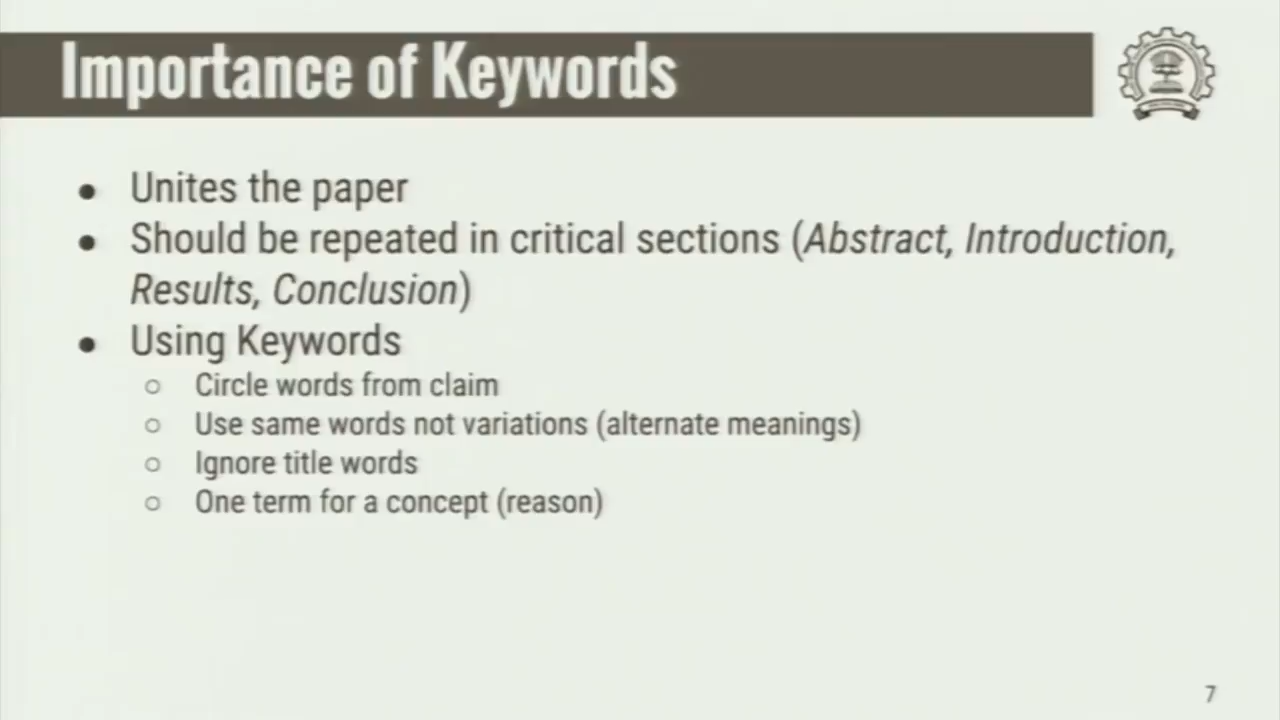 Importance of Keywords
● Unites the paper
● Should be repeated in critical sections (Abstract, Introduction,
Results, Conclusion)
● Using Keywords
○ Circle words from claim
○ Use same words not variations (alternate meanings)
○ Ignore title words
○ One term for a concept (reason)
7